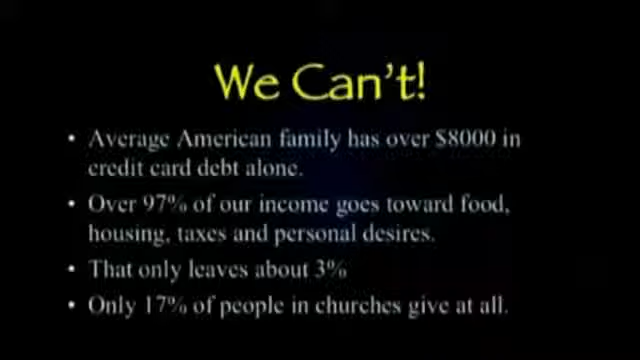 We Can't!
• Average American family has over $8000 in
credit card debt alone.
• Over 97% of our income goes toward food,
housing, taxes and personal desires.
• That only leaves about 3%
• Only 17% of people in churches give at all.